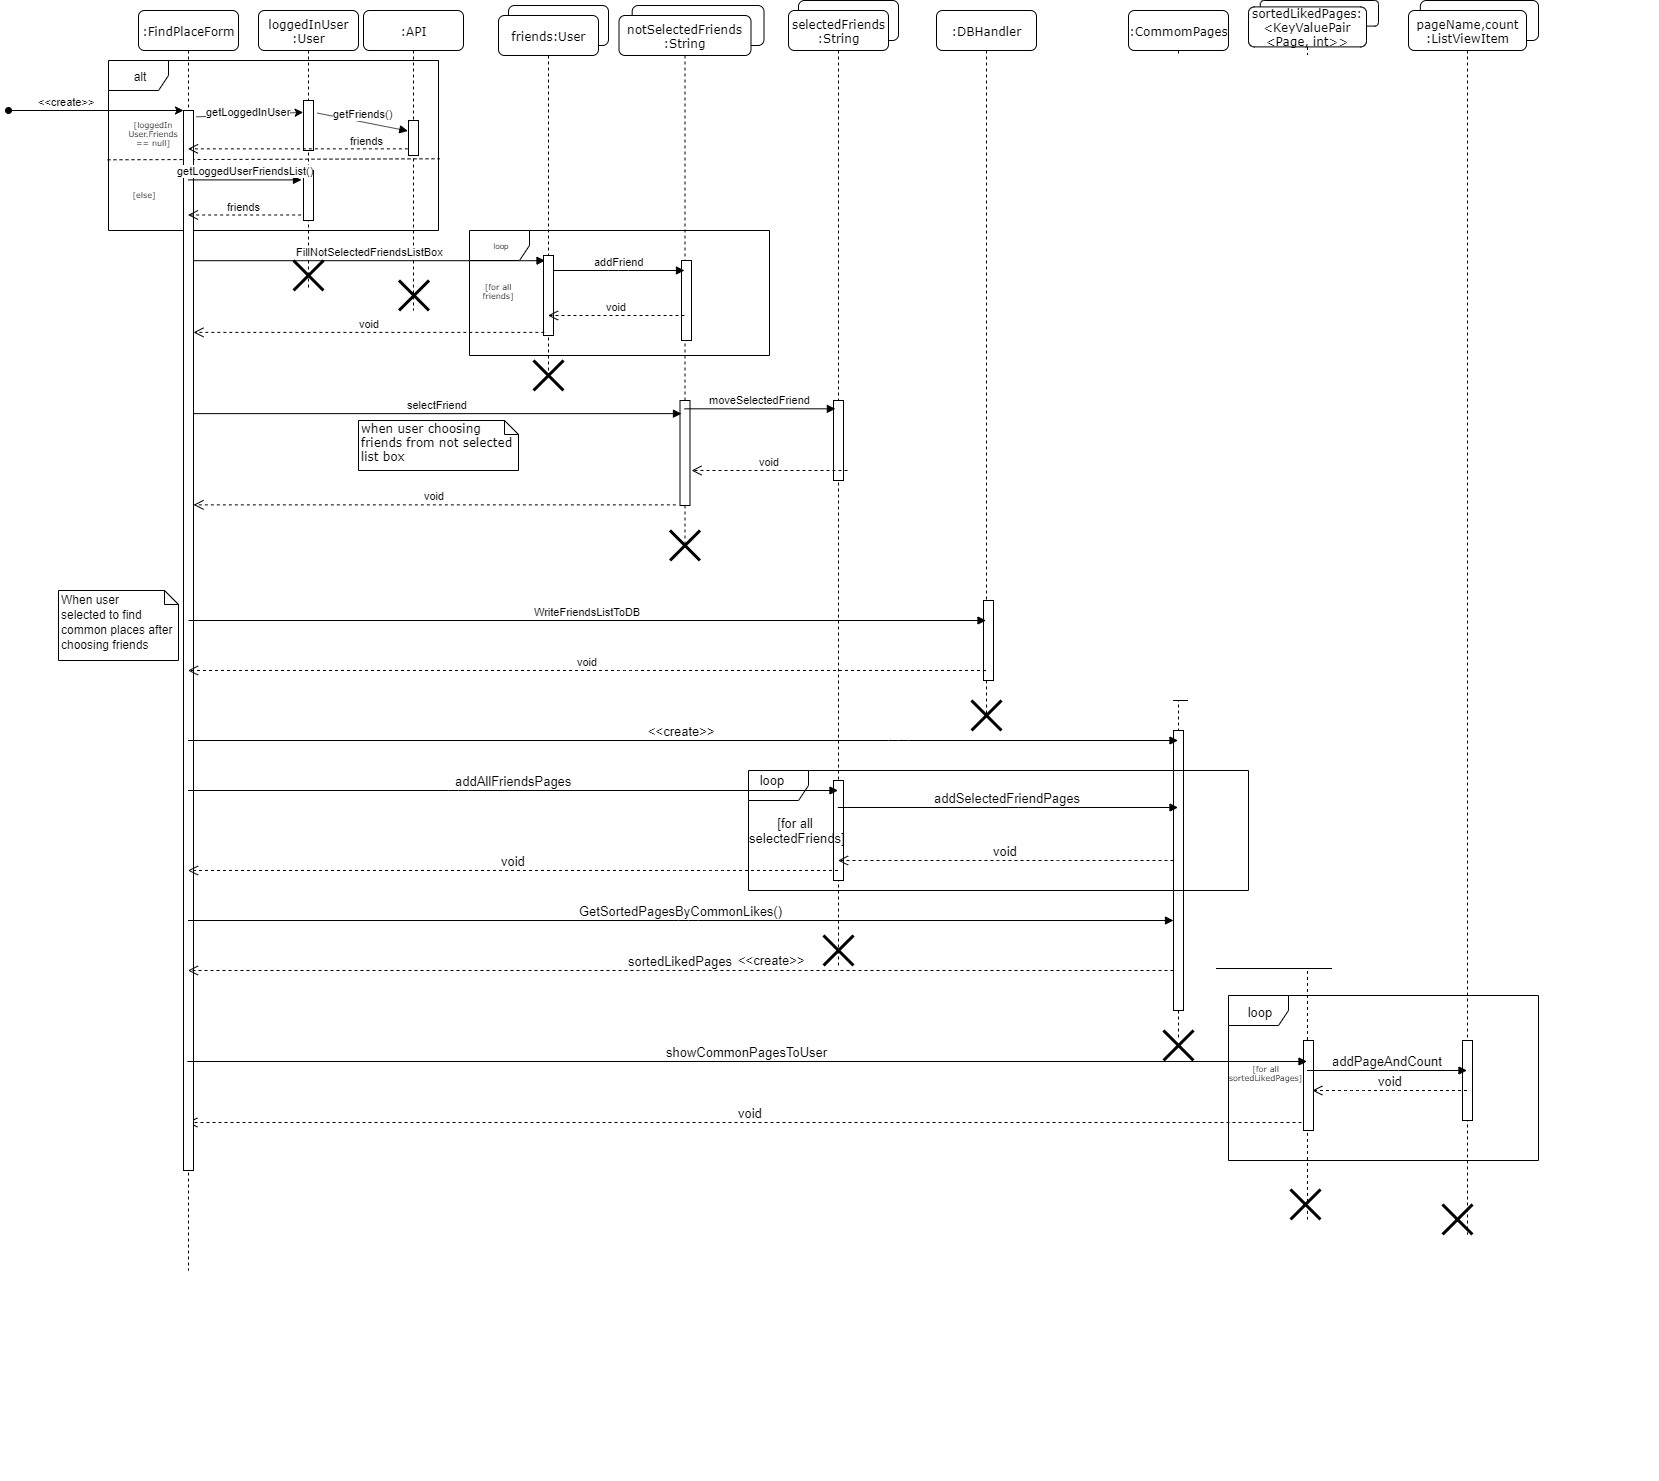 :FindPlaceForm
loggedInUser
:User
:API
friends:User
notSelectedFriends
:String
selectedFriends
:String
:DBHandler
:CommomPages
sortedLikedPages:
<KeyValuePair
<Page, int>>
pageName,count
:ListViewItem
alt
<<create>>
getLoggedInUser
getFriends()
[loggedIn
User.Friends
== null]
friends
getLoggedUserFriendsList()
[else]
friends
FillNotSelectedFriendsListBox
loop
addFriend
[for all
friends]
void
void
selectFriend
moveSelectedFriend
when user choosing
friends from not selected
list box
void
void
When user
selected to find
common places after
choosing friends
WriteFriendsListToDB
void
<<create>>
addAllFriendsPages
loop
addSelectedFriendPages
[for all
selectedFriends]
void
void
GetSortedPagesByCommonLikes()
sortedLikedPages <<create>>
loop
showCommonPagesToUser
addPageAndCount
[for all
sortedLikedPages]
void
void